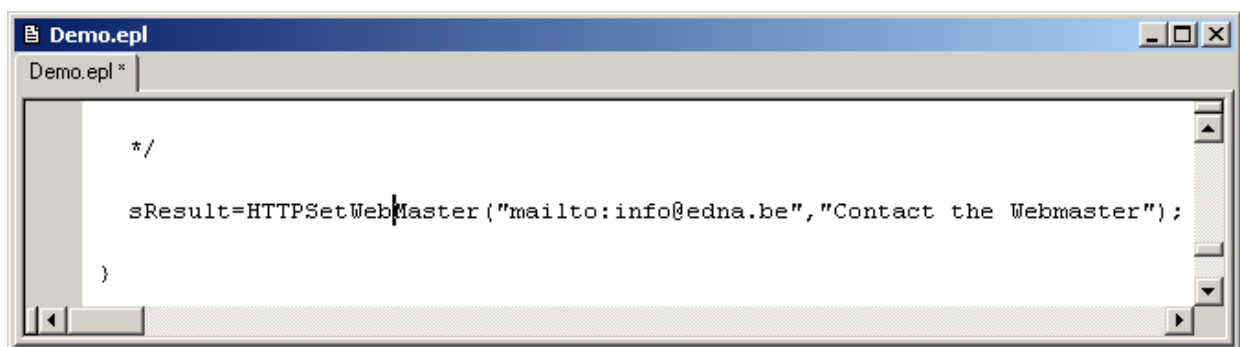 Demo.epl
Demo.epl *
*/
sResult=HTTPSetWebMaster("mailto:info@edna.be","Contact the Webmaster");
}